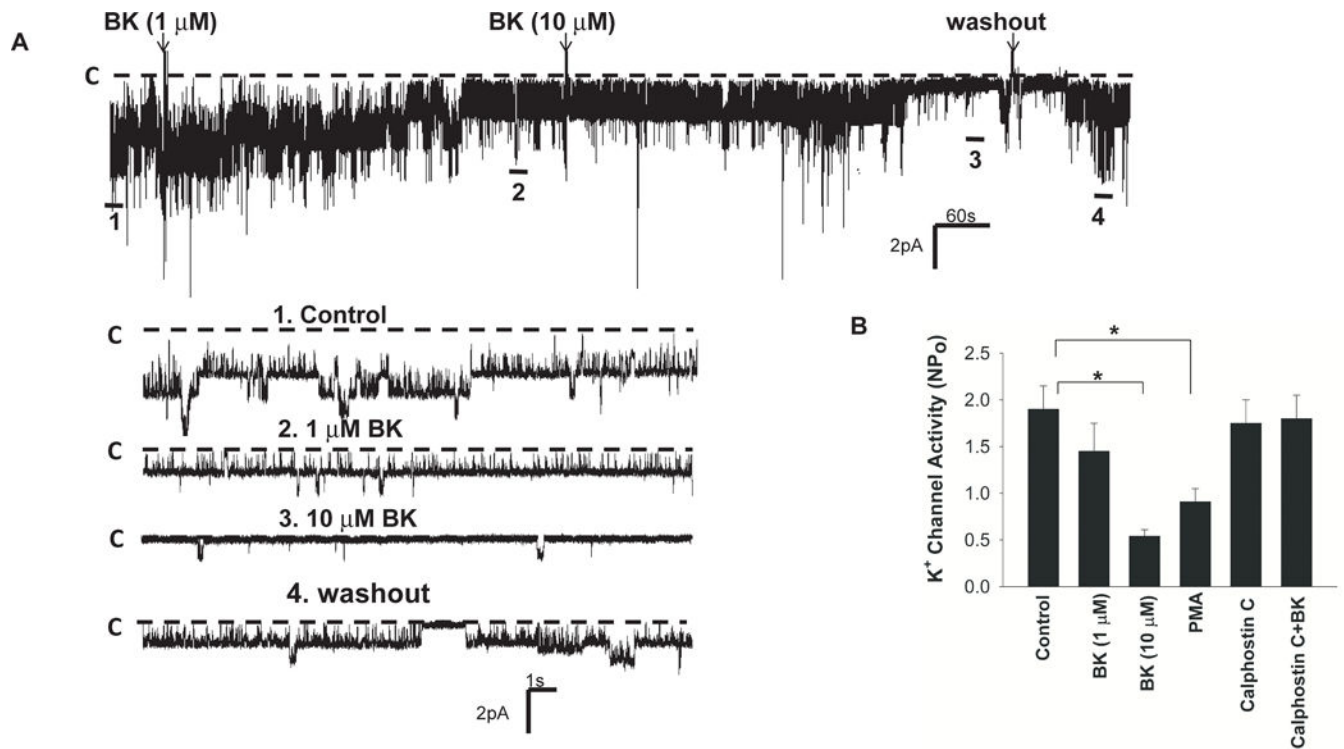 A
BK (1 μM)
BK (10 μM)
washout
C
1
2
3
4
60s
2pA
1. Control
C
2. 1 μM BK
C
3. 10 μM BK
C
4. washout
C
1s
2pA
B
*
*
K⁺ Channel Activity (NPo)
2.5
2.0
1.5
1.0
0.5
0.0
Control
BK (1 μM)
BK (10 μM)
PMA
Calphostin C
Calphostin C+BK